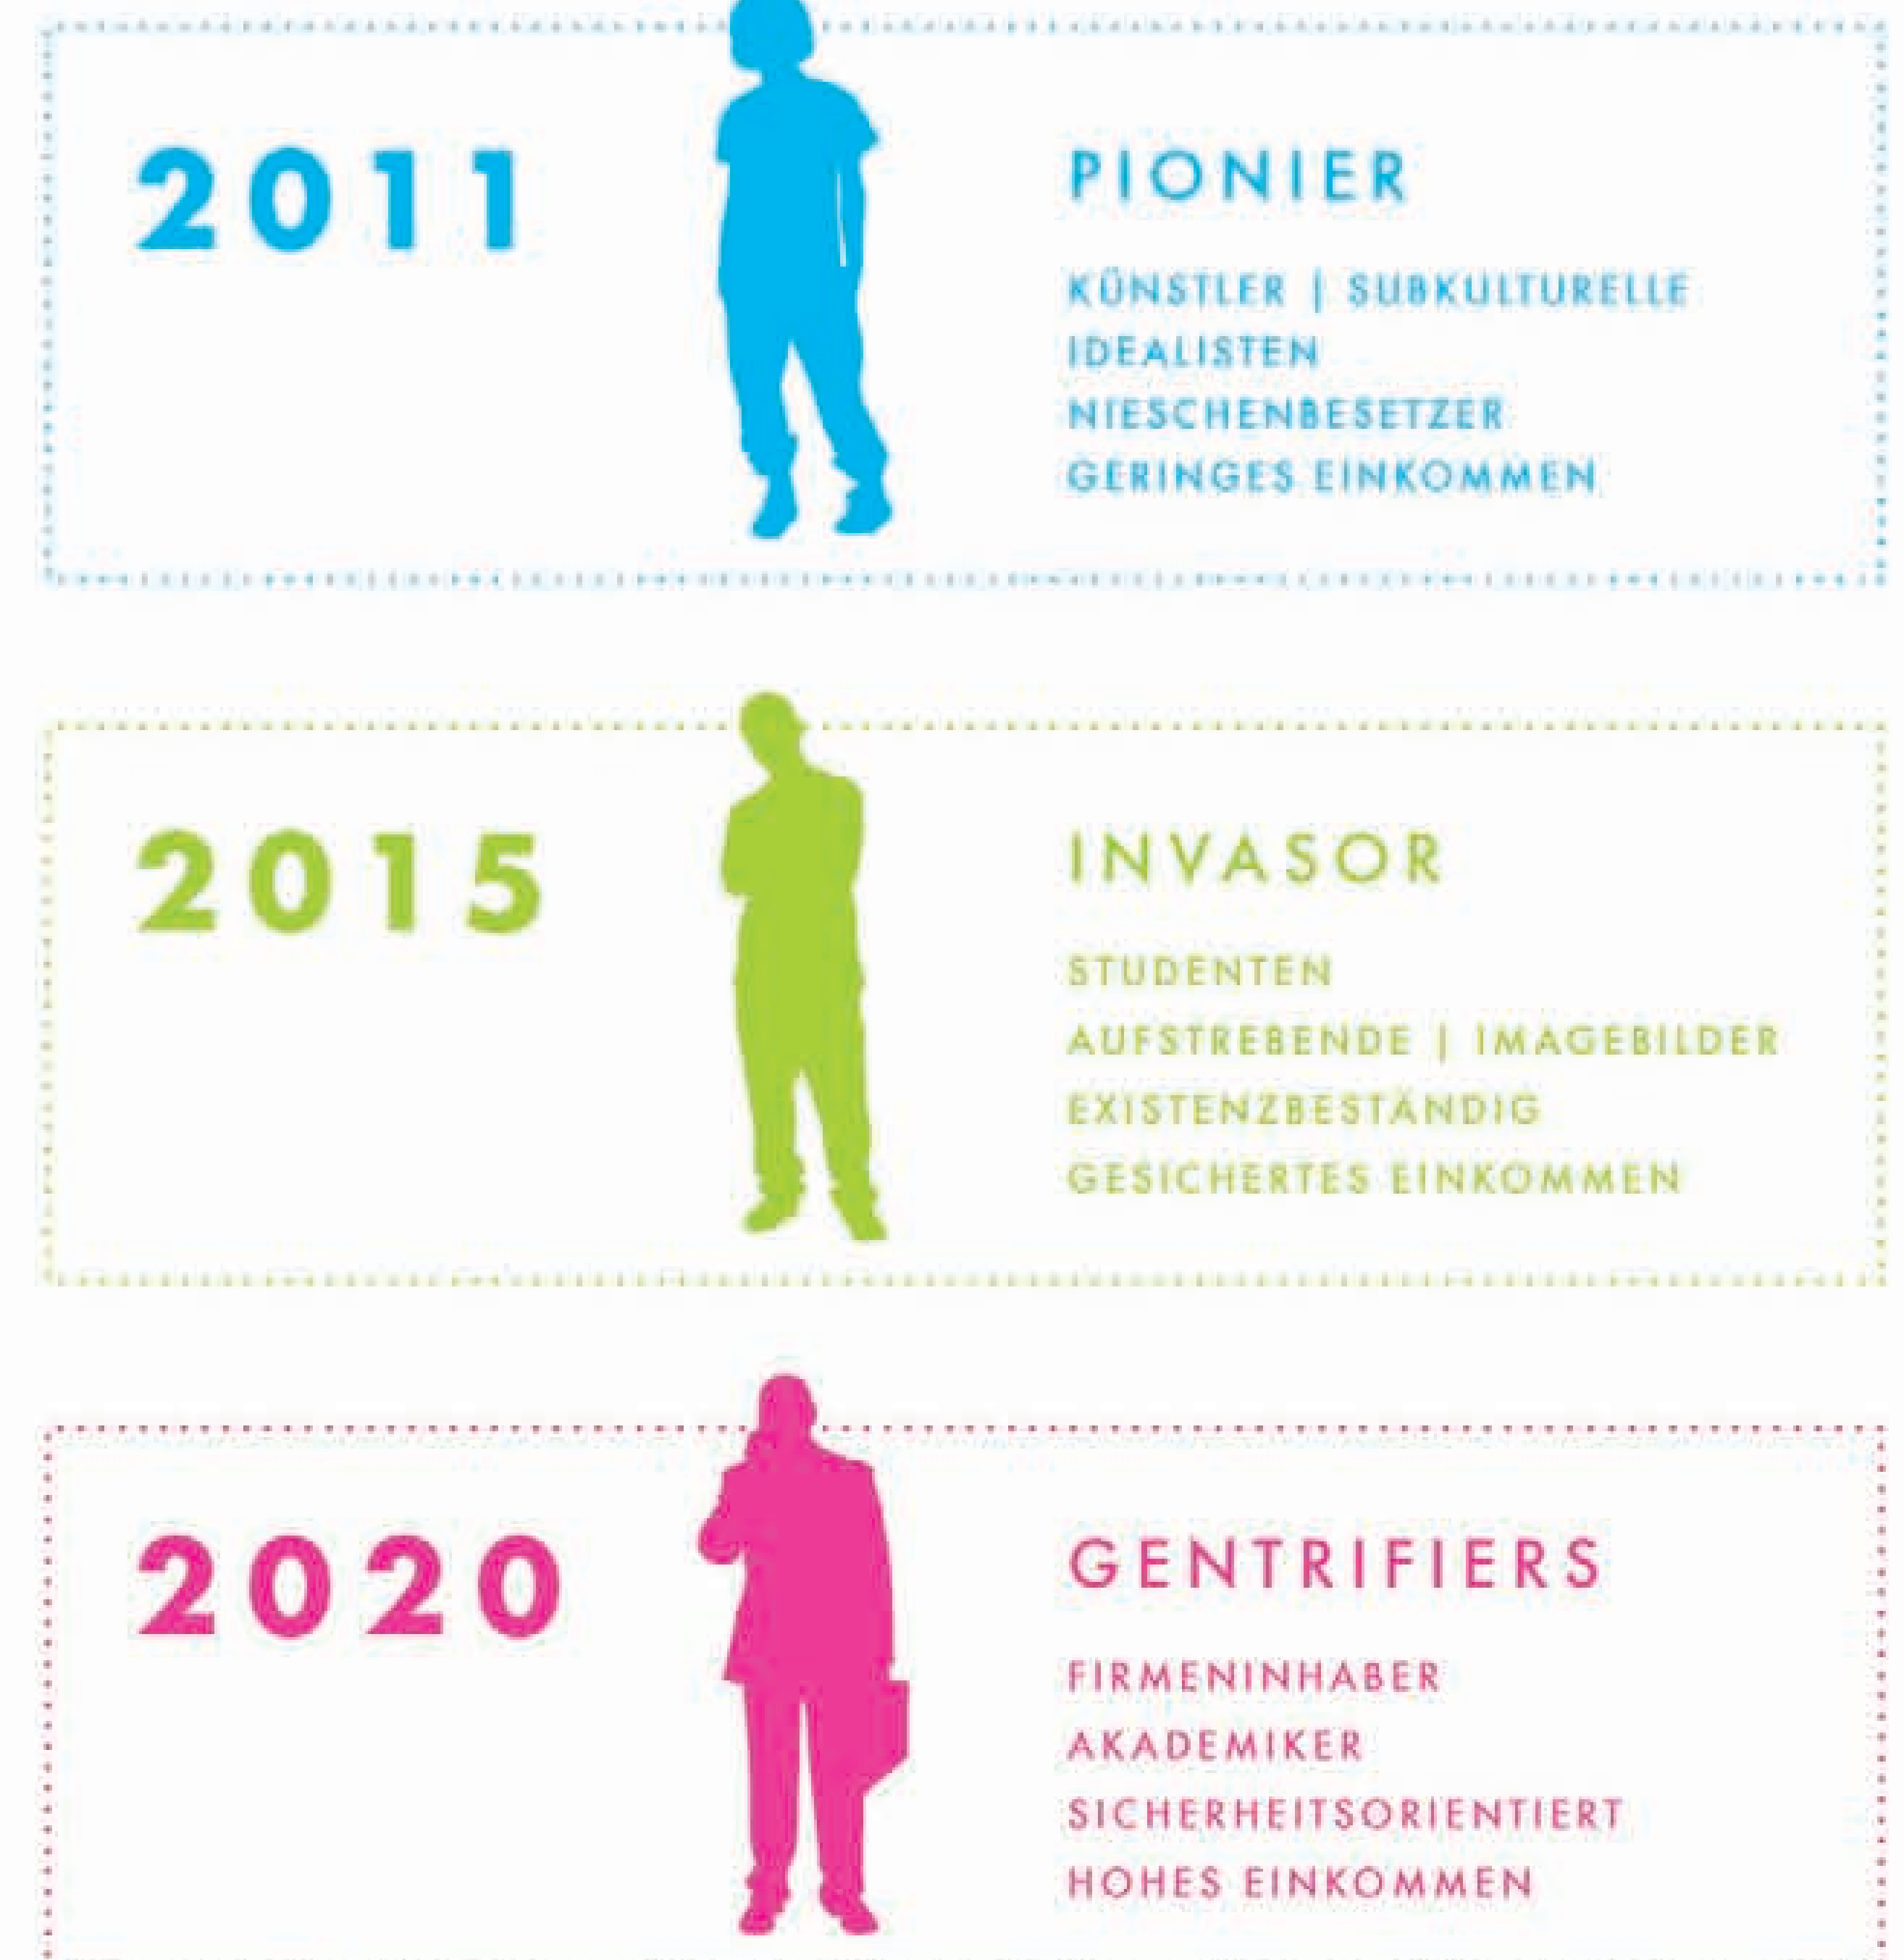 2011
PIONIER
KÜNSTLER | SUBKULTURELLE
IDEALISTEN
NIESCHENBESETZER
GERINGES EINKOMMEN
2015
INVASOR
STUDENTEN
AUFSTREBENDE | IMAGEBILDER
EXISTENZBESTÄNDIG
GESICHERTES EINKOMMEN
2020
GENTRIFIERS
FIRMENINHABER
AKADEMIKER
SICHERHEITSORIENTIERT
HOHES EINKOMMEN